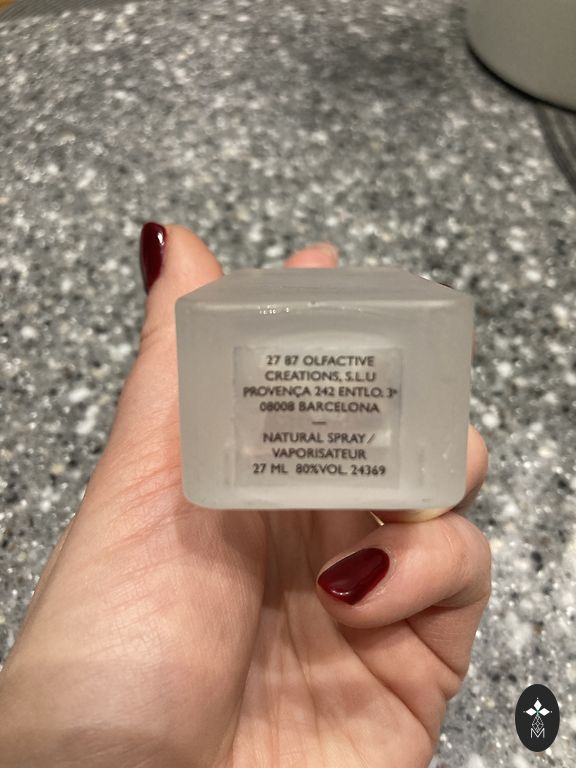 27 87 OLFACTIVE
CREATIONS, S.L.U
PROVENÇA 242 ENTLO. 3ª
08008 BARCELONA
—
NATURAL SPRAY /
VAPORISATEUR
27 ML 80%VOL. 24369
M